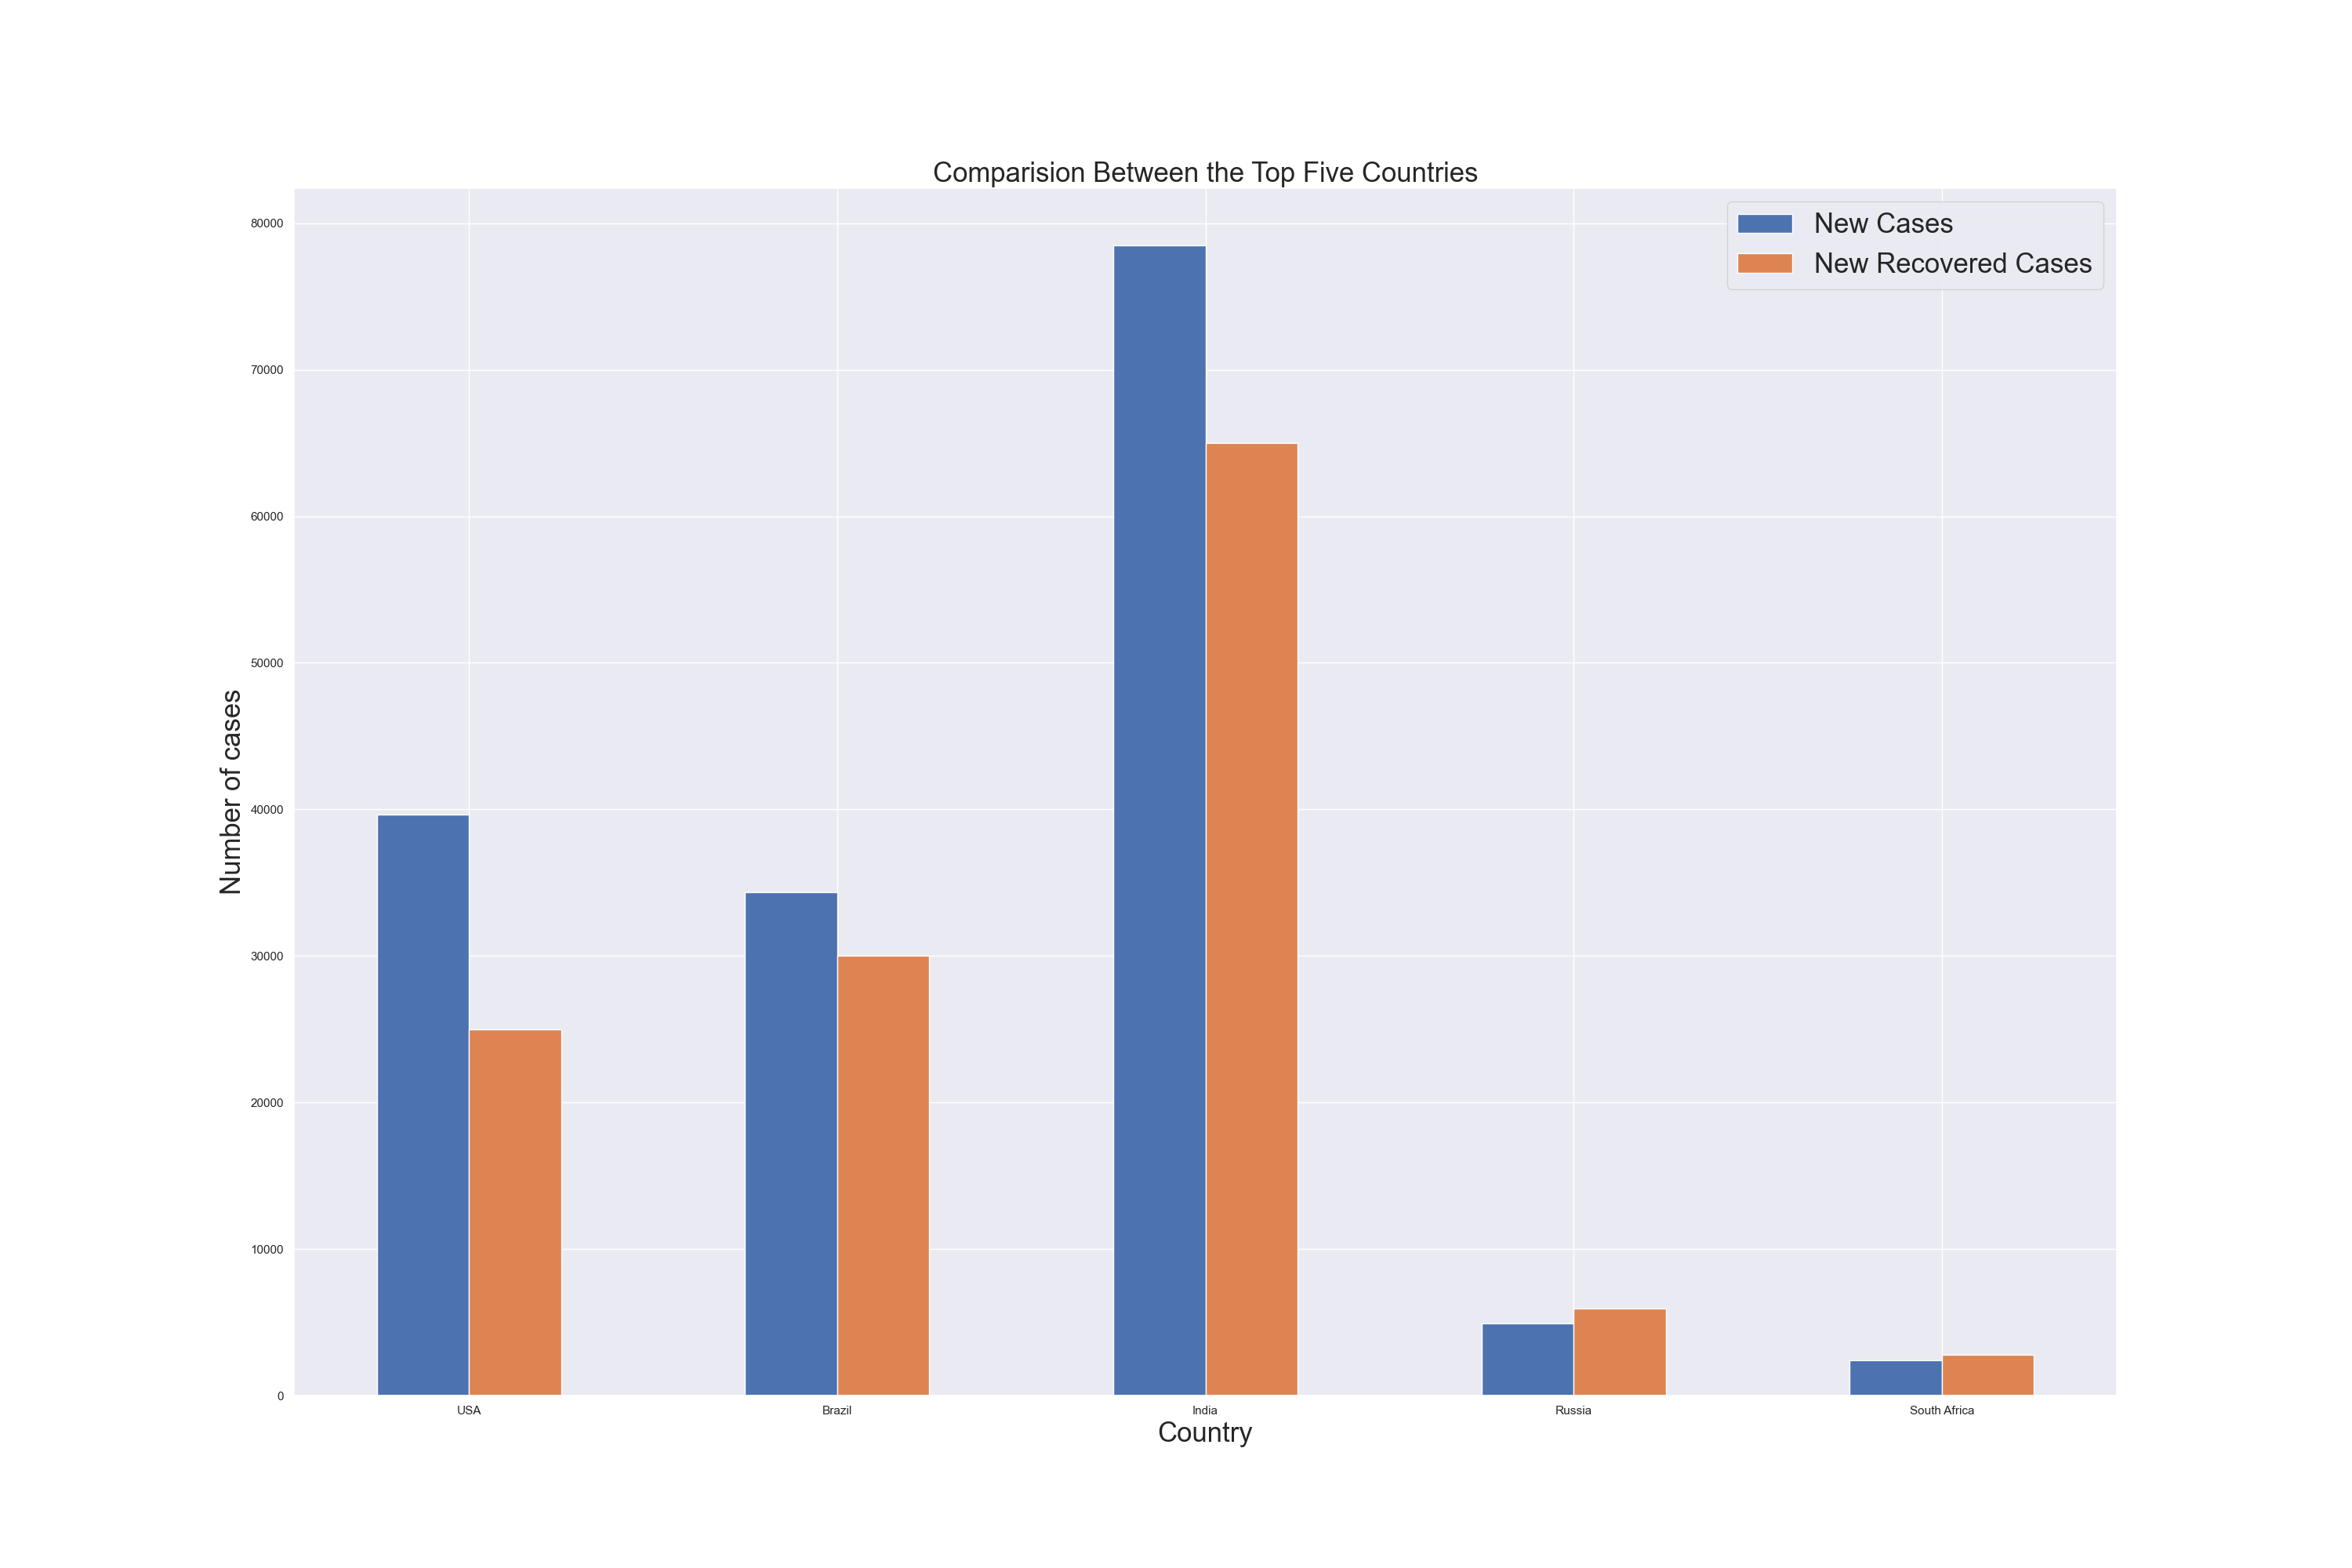 Comparision Between the Top Five Countries
New Cases
New Recovered Cases
80000
70000
60000
50000
40000
30000
20000
10000
0
Number of cases
USA
Brazil
India
Russia
South Africa
Country